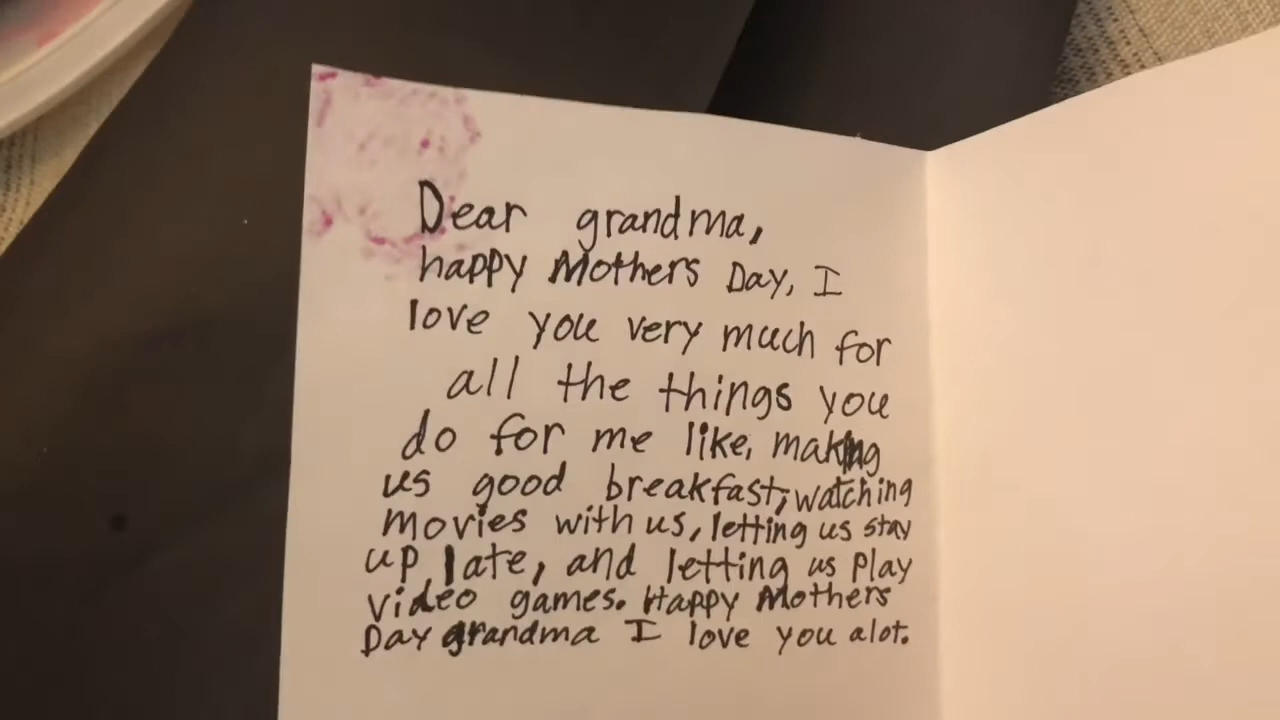 Dear grandma,
happy Mothers Day, I
love you very much for
all the things you
do for me like, making
us good breakfast, watching
movies with us, letting us stay
up late, and letting us play
video games. Happy Mothers
Day grandma I love you alot.